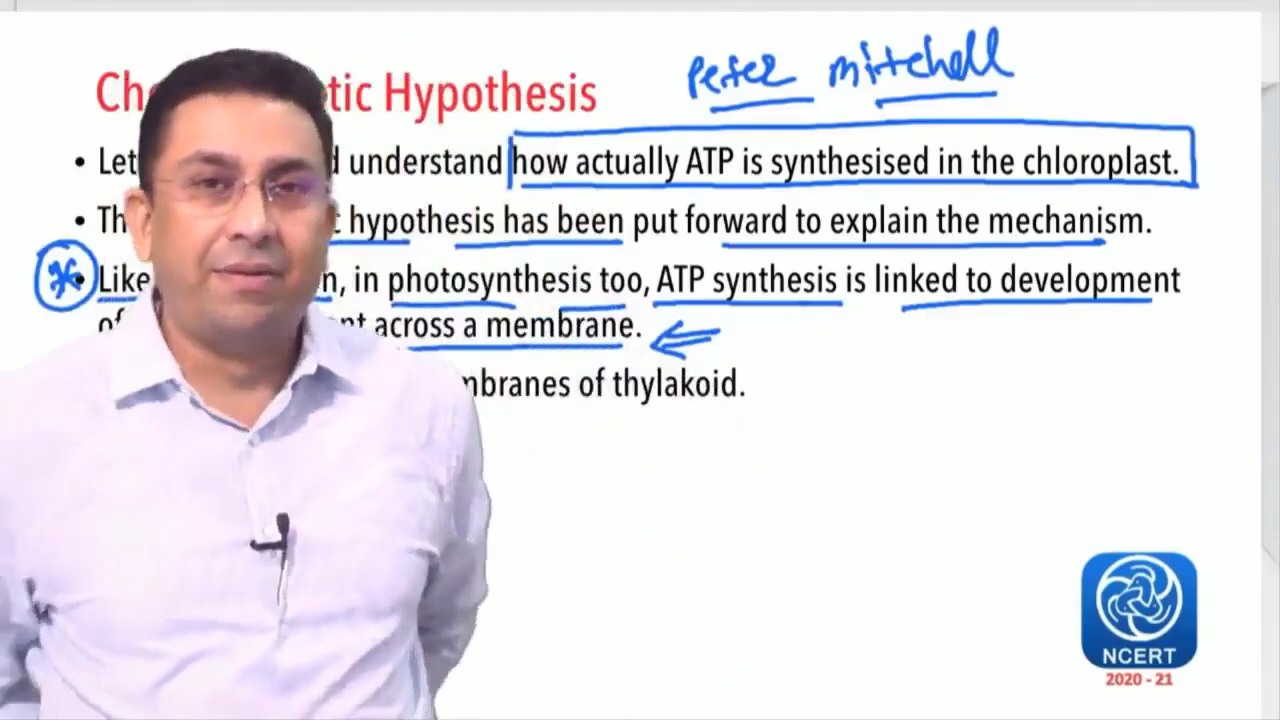 Peter Mitchell
Ch tic Hypothesis
• Let d understand how actually ATP is synthesised in the chloroplast.
• Th t hypothesis has been put forward to explain the mechanism.
• Like n, in photosynthesis too, ATP synthesis is linked to development
of nt across a membrane.
mbranes of thylakoid.
NCERT
2020 - 21